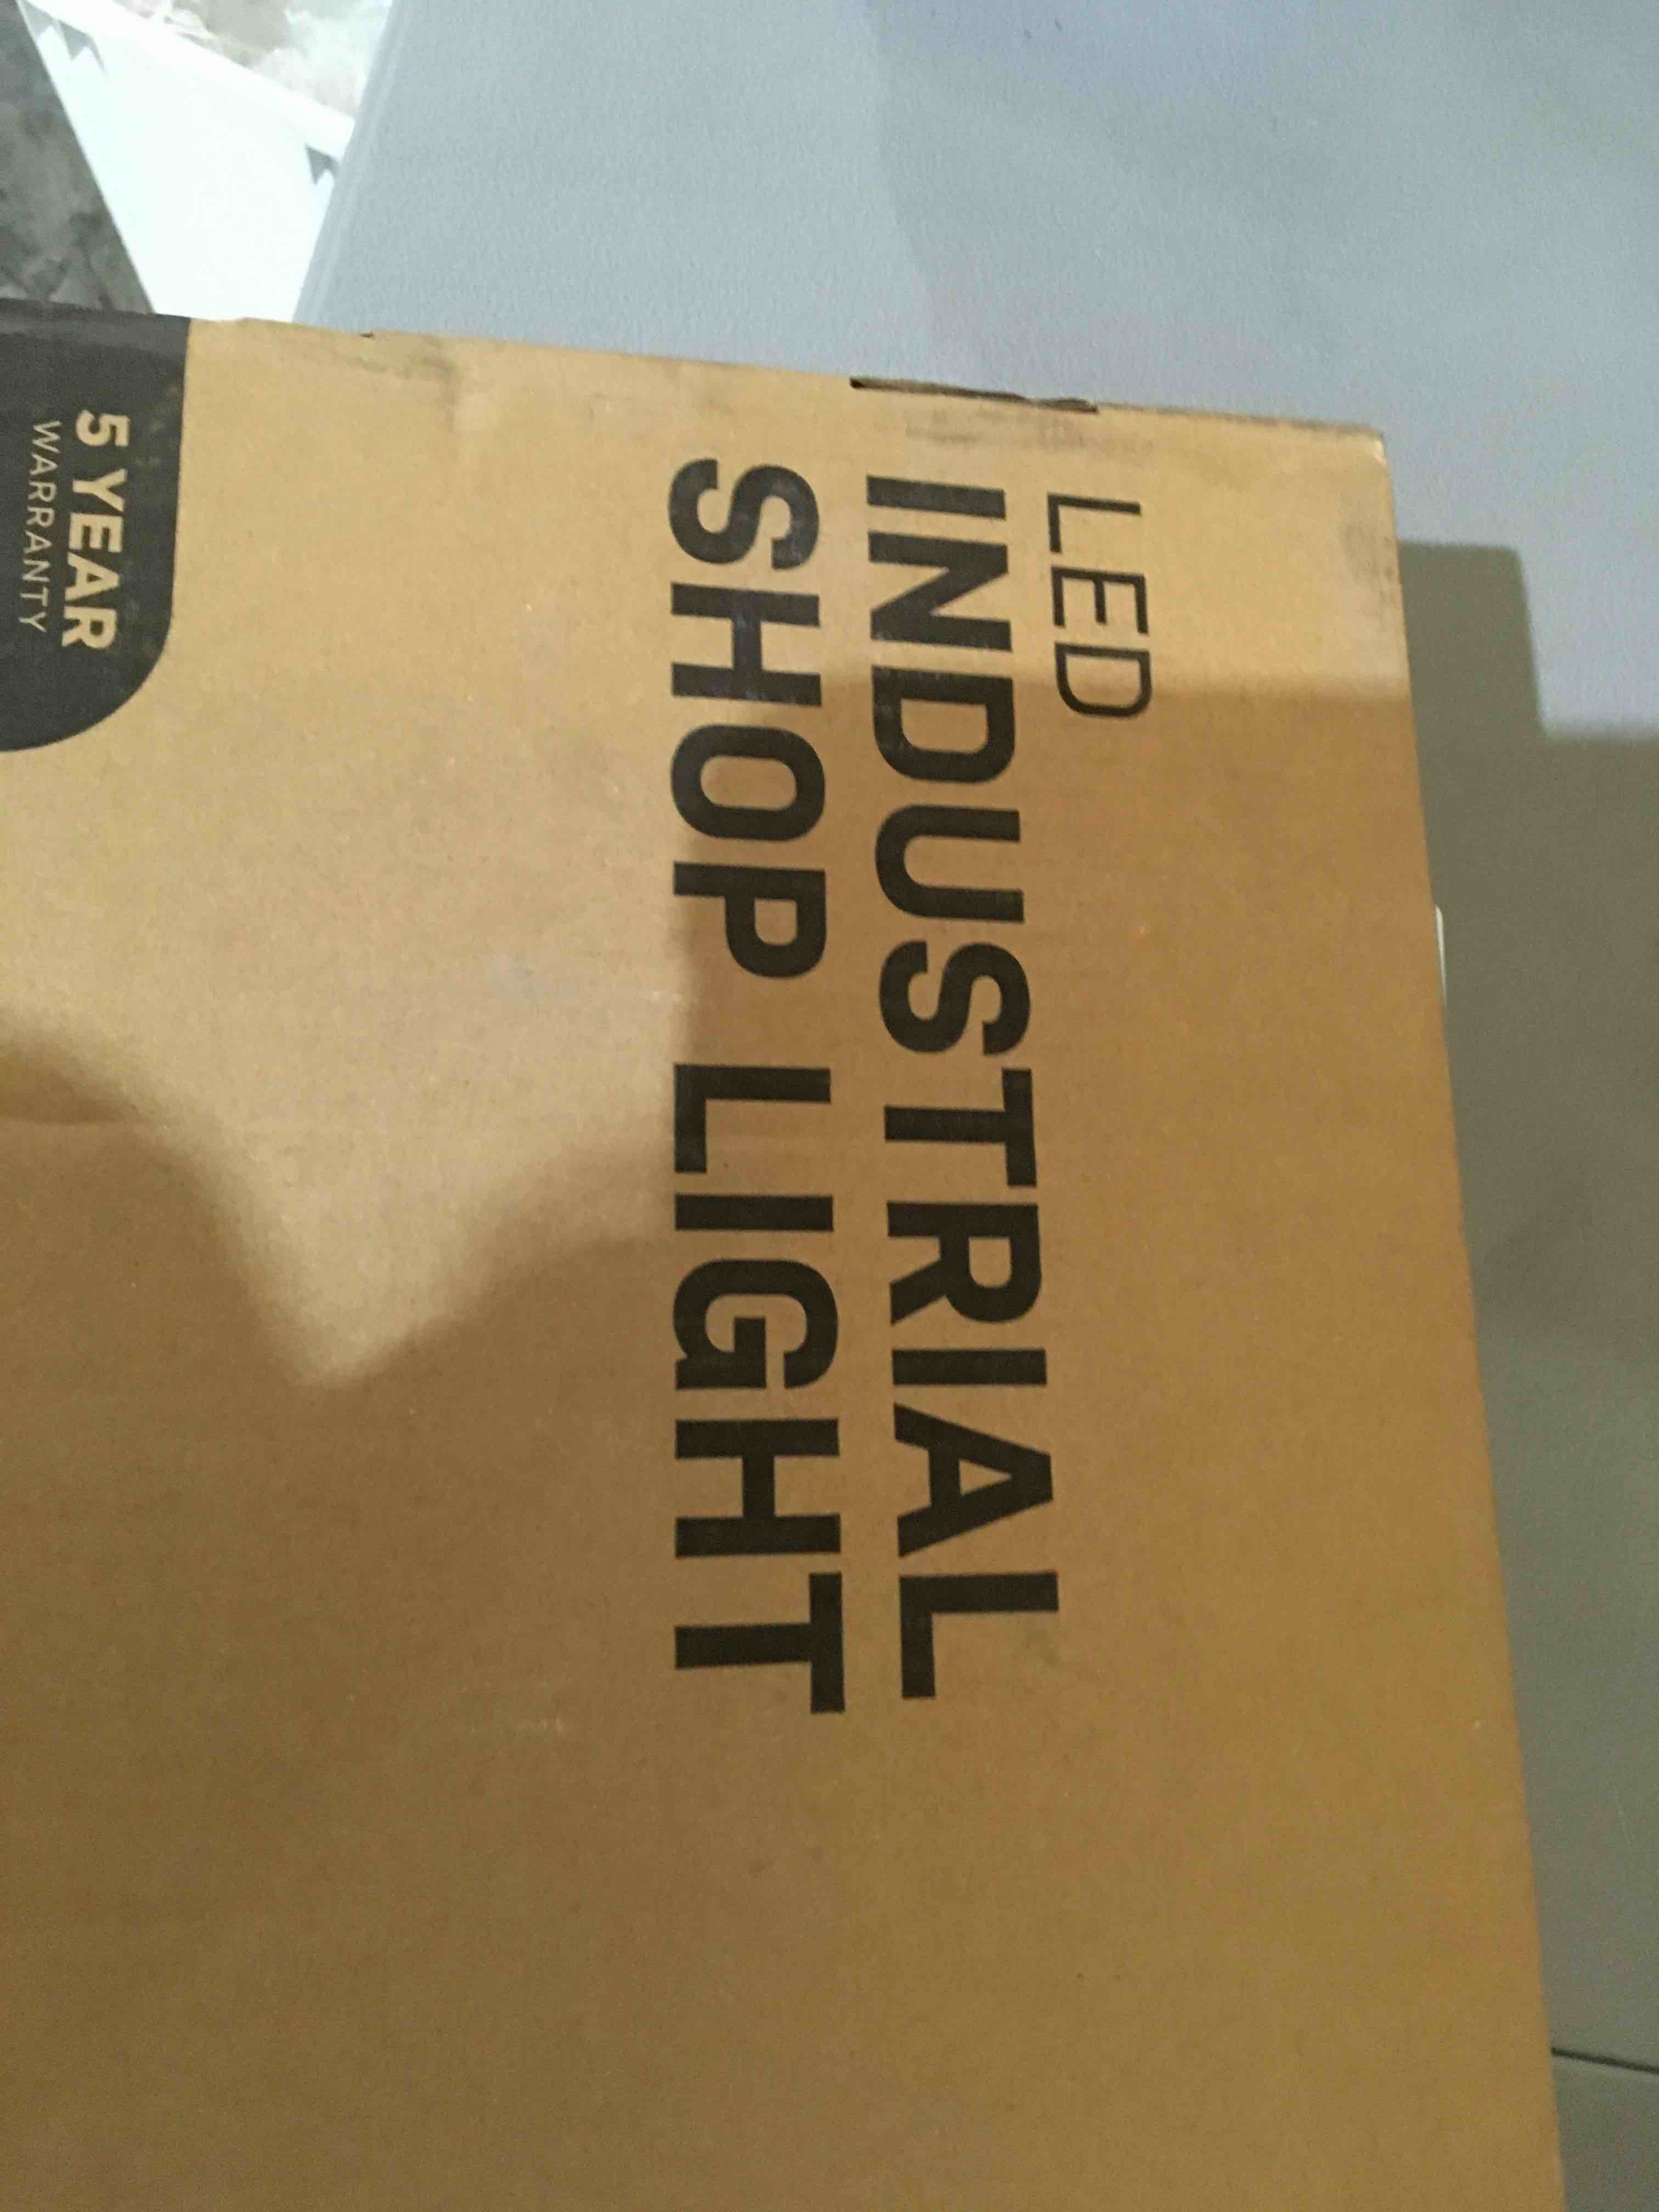 LED
INDUSTRIAL
SHOP LIGHT
5 YEAR
WARRANTY